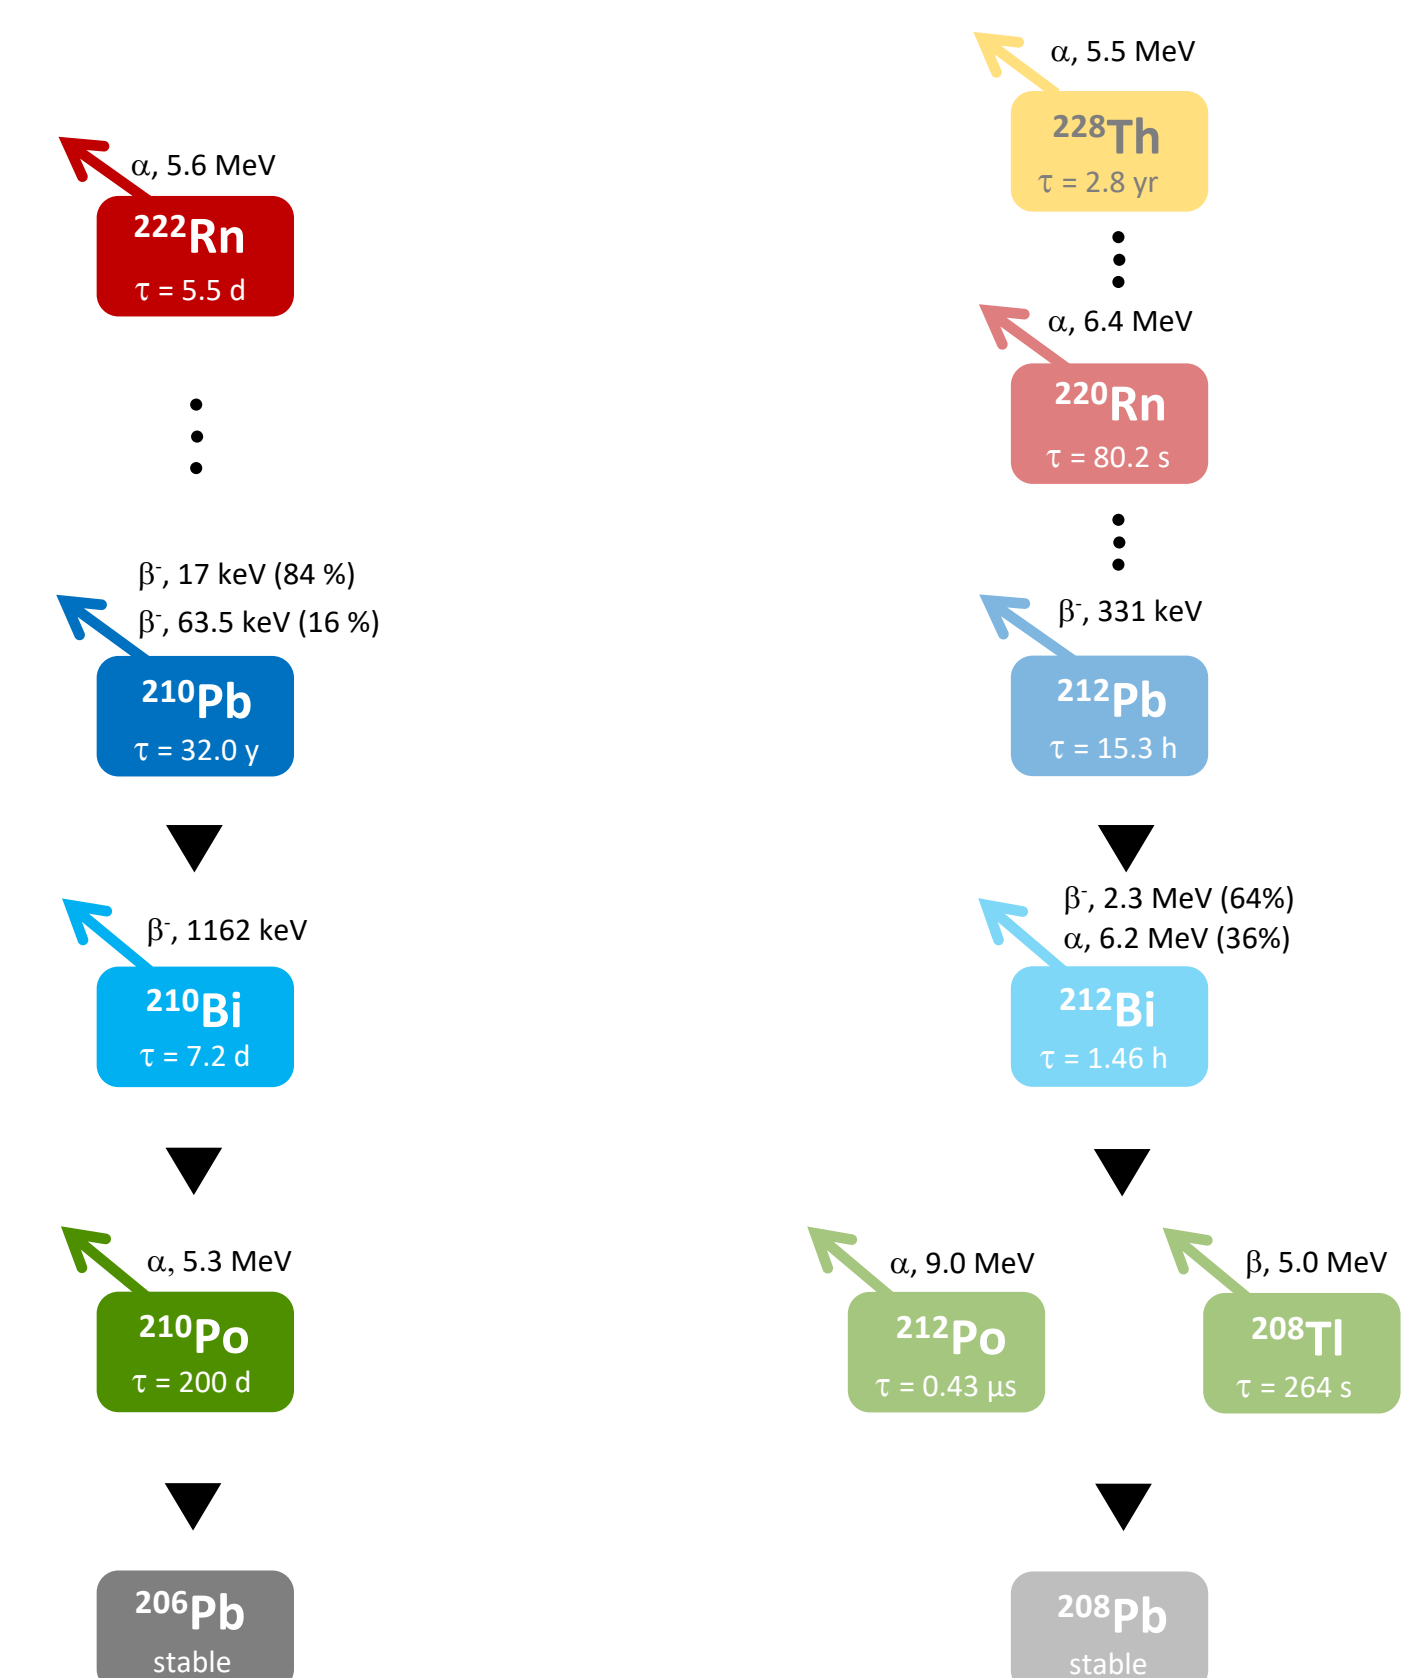 α, 5.6 MeV
²²²Rn
τ = 5.5 d
β⁻, 17 keV (84 %)
β⁻, 63.5 keV (16 %)
²¹⁰Pb
τ = 32.0 y
β⁻, 1162 keV
²¹⁰Bi
τ = 7.2 d
α, 5.3 MeV
²¹⁰Po
τ = 200 d
²⁰⁶Pb
stable
α, 5.5 MeV
²²⁸Th
τ = 2.8 yr
α, 6.4 MeV
²²⁰Rn
τ = 80.2 s
β⁻, 331 keV
²¹²Pb
τ = 15.3 h
β⁻, 2.3 MeV (64%)
α, 6.2 MeV (36%)
²¹²Bi
τ = 1.46 h
α, 9.0 MeV
²¹²Po
τ = 0.43 μs
β, 5.0 MeV
²⁰⁸Tl
τ = 264 s
²⁰⁸Pb
stable